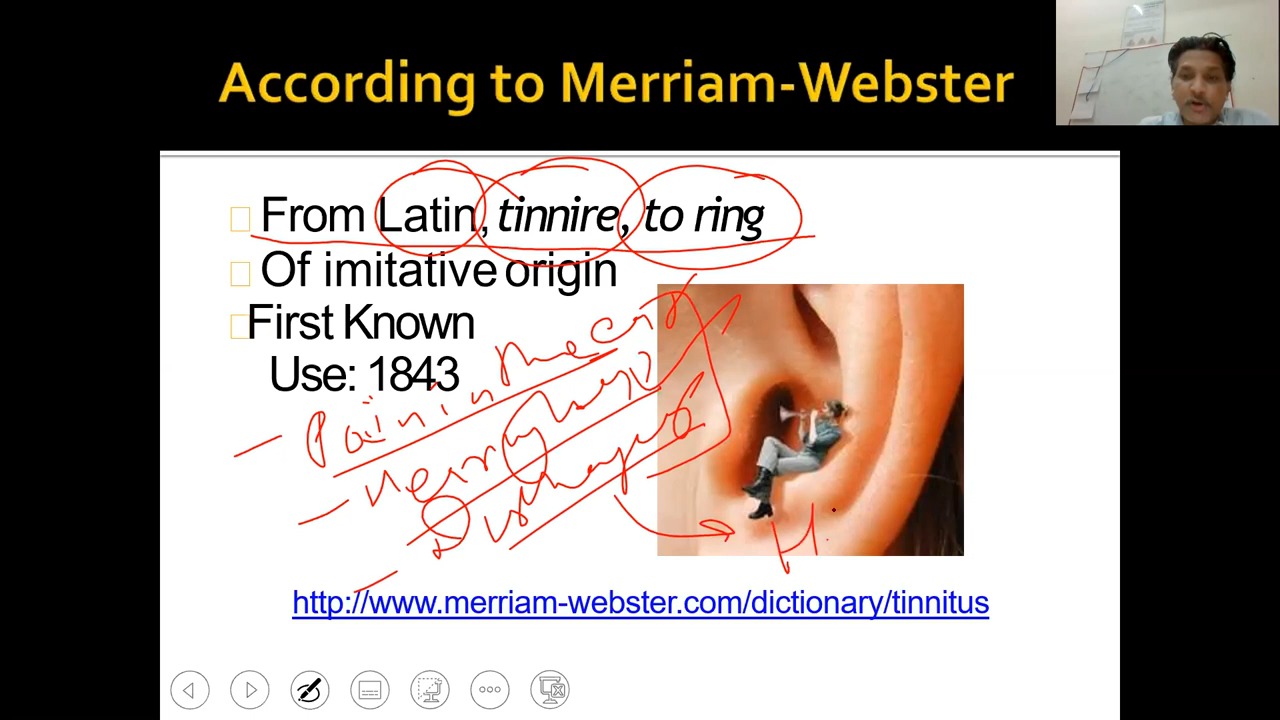 According to Merriam-Webster
From Latin, tinnire, to ring
Of imitative origin
First Known
Use: 1843
Pain in the ear
H
http://www.merriam-webster.com/dictionary/tinnitus